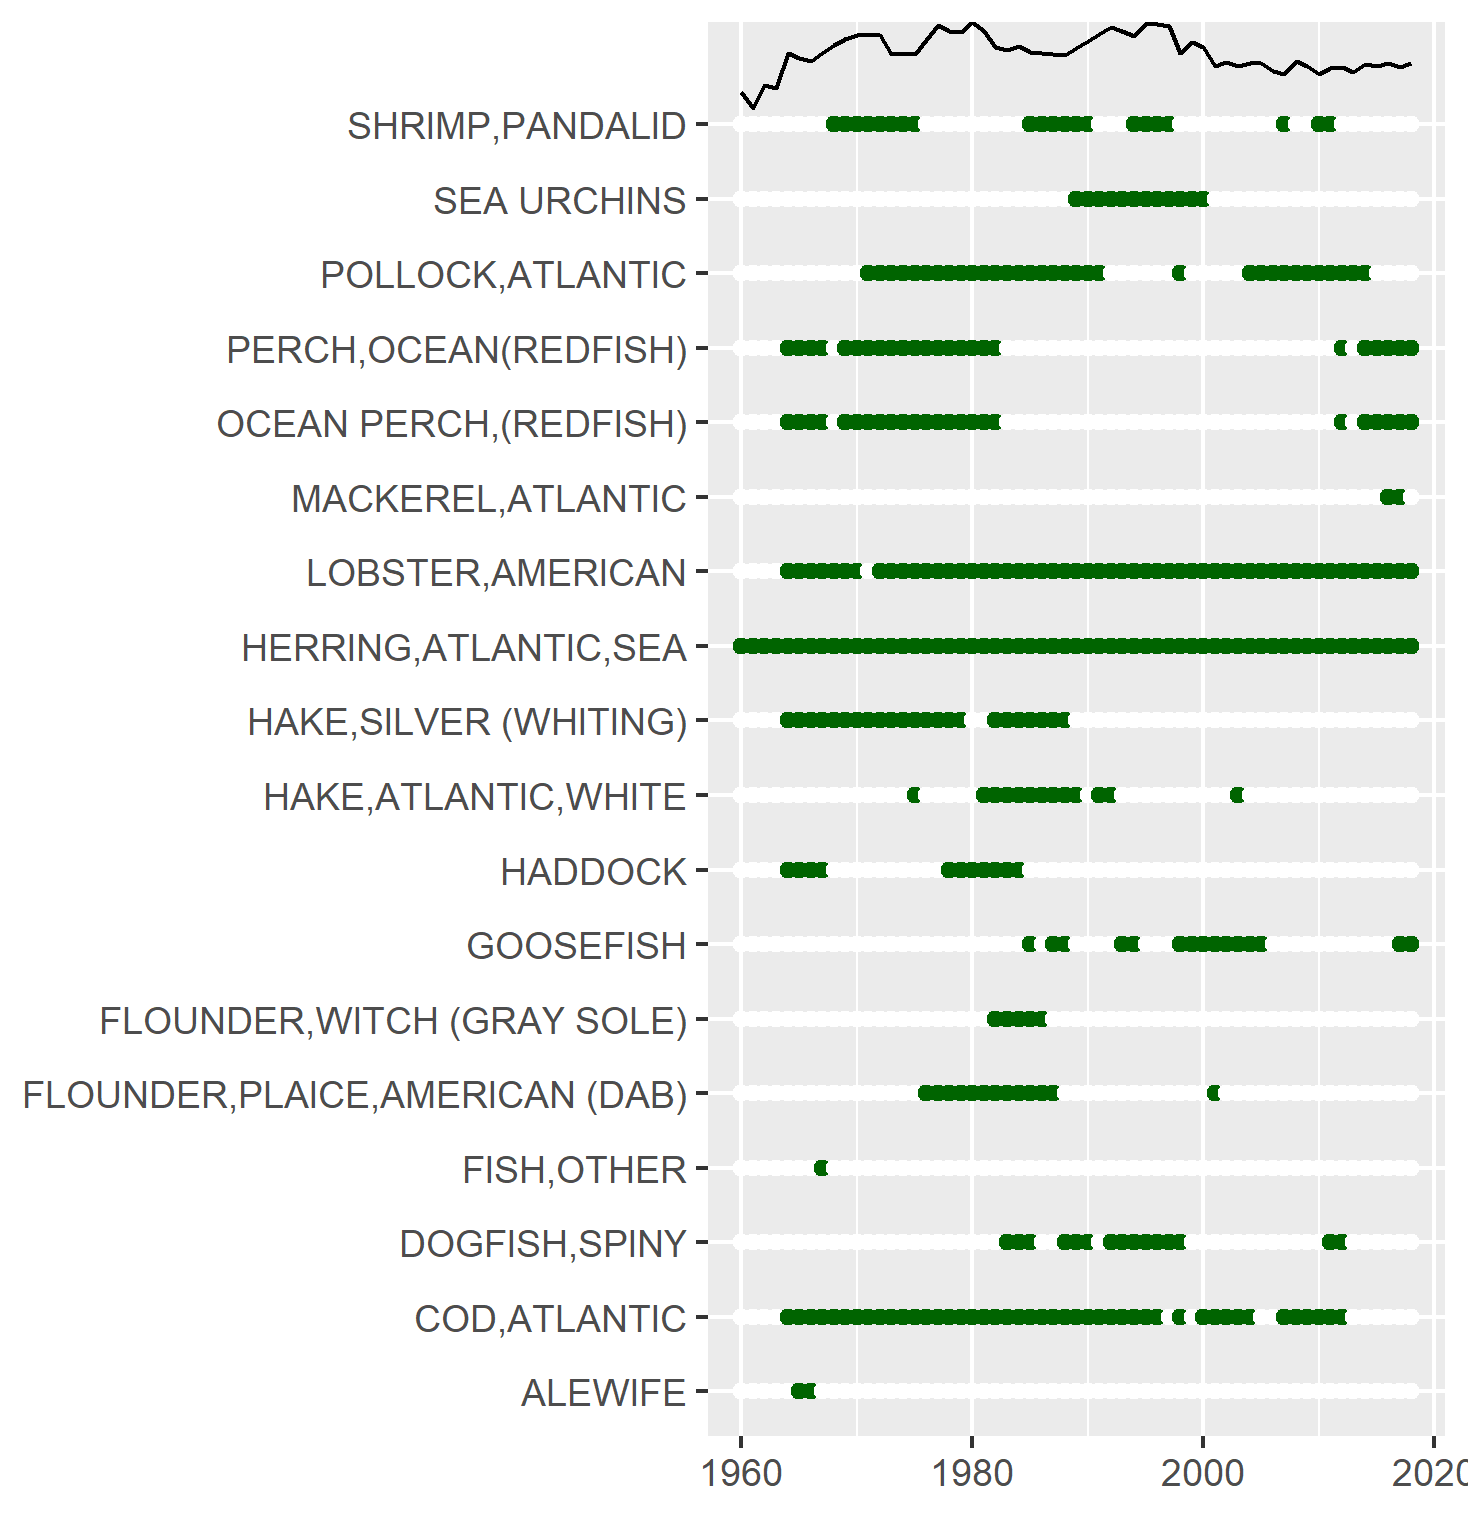 SHRIMP,PANDALID
SEA URCHINS
POLLOCK,ATLANTIC
PERCH,OCEAN(REDFISH)
OCEAN PERCH,(REDFISH)
MACKEREL,ATLANTIC
LOBSTER,AMERICAN
HERRING,ATLANTIC,SEA
HAKE,SILVER (WHITING)
HAKE,ATLANTIC,WHITE
HADDOCK
GOOSEFISH
FLOUNDER,WITCH (GRAY SOLE)
FLOUNDER,PLAICE,AMERICAN (DAB)
FISH,OTHER
DOGFISH,SPINY
COD,ATLANTIC
ALEWIFE
1960 1980 2000 2020